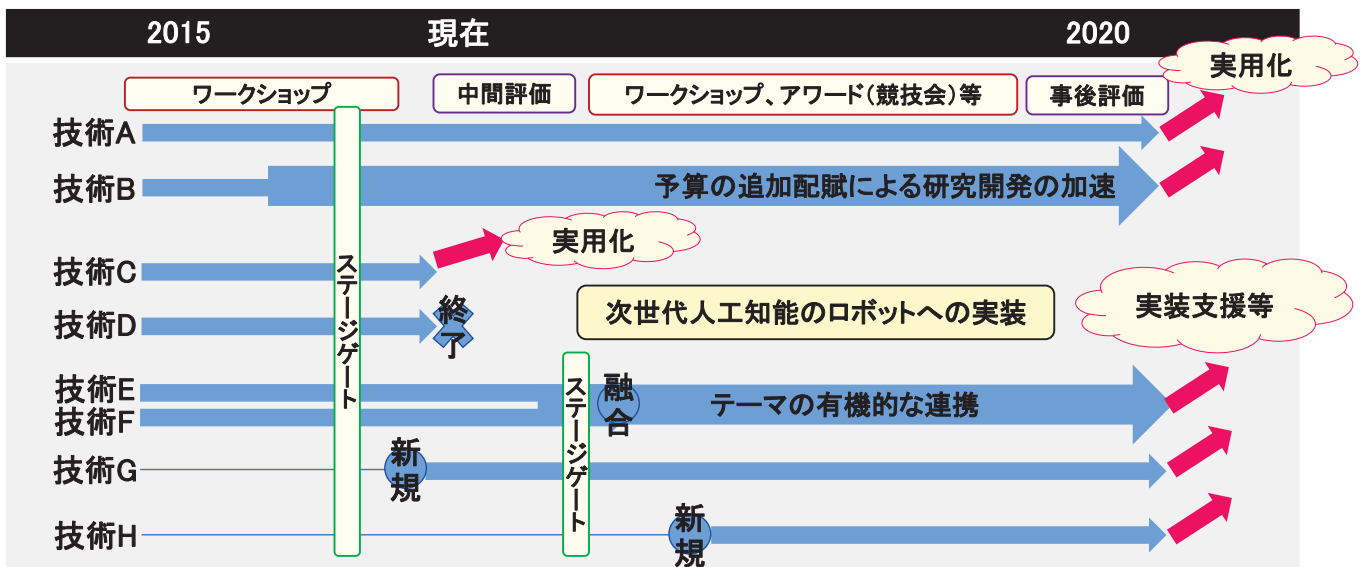 2015
現在
2020
実用化
ワークショップ
中間評価
ワークショップ、アワード(競技会)等
事後評価
技術A
技術B
予算の追加配賦による研究開発の加速
実用化
技術C
技術D
終了
次世代人工知能のロボットへの実装
実装支援等
ステージゲート
技術E
技術F
ステージゲート
融合
テーマの有機的な連携
技術G
新規
技術H
新規